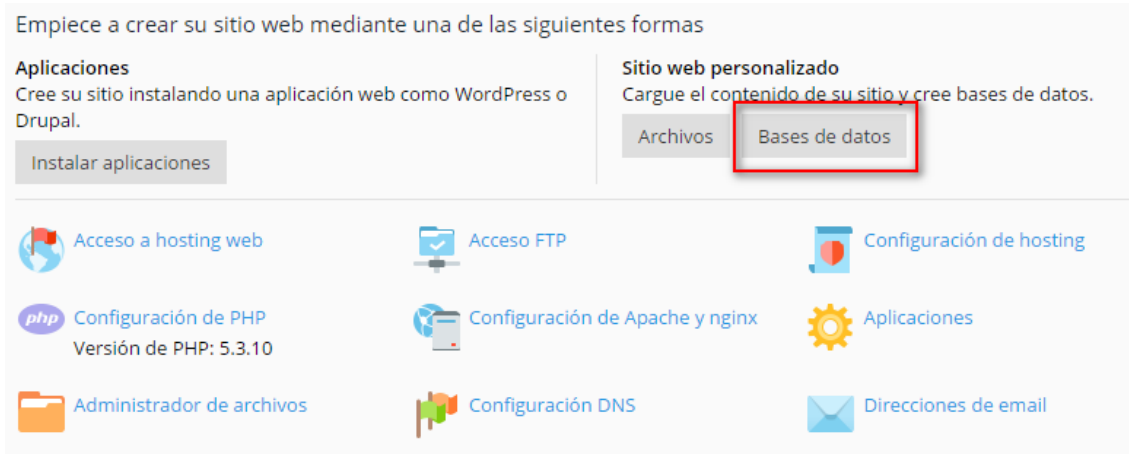 Empiece a crear su sitio web mediante una de las siguientes formas
Aplicaciones
Cree su sitio instalando una aplicación web como WordPress o
Drupal.
Instalar aplicaciones
Sitio web personalizado
Cargue el contenido de su sitio y cree bases de datos.
Archivos
Bases de datos
Acceso a hosting web
Acceso FTP
Configuración de hosting
php
Configuración de PHP
Versión de PHP: 5.3.10
Configuración de Apache y nginx
Aplicaciones
Administrador de archivos
Configuración DNS
Direcciones de email